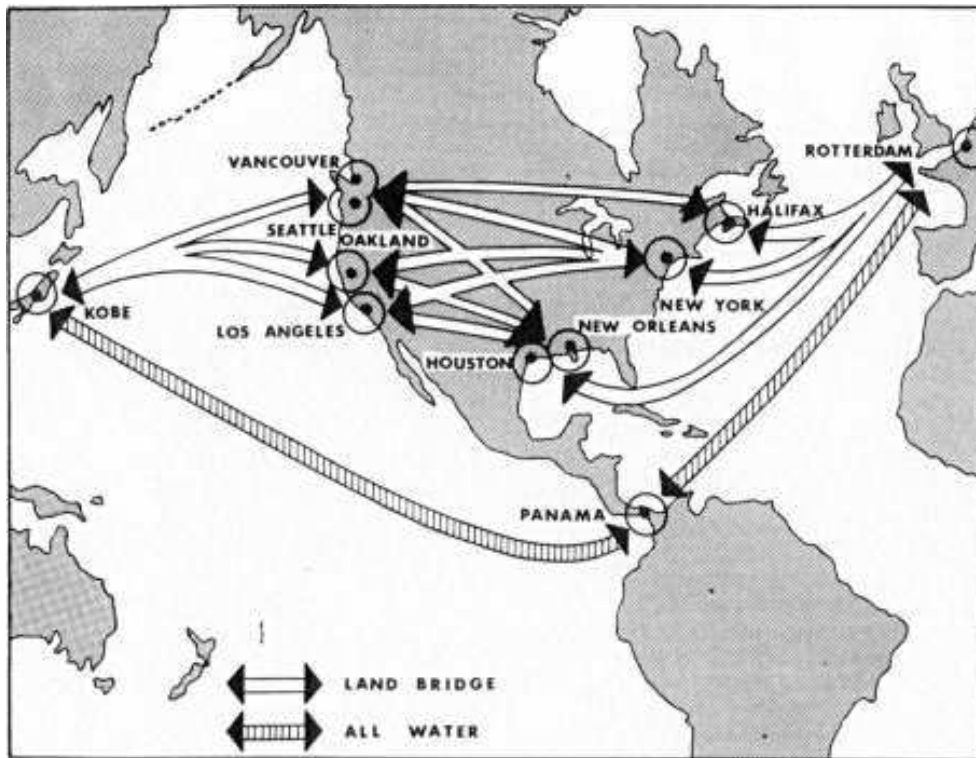 VANCOUVER
ROTTERDAM
HALIFAX
SEATTLE
OAKLAND
KOBE
NEW YORK
LOS ANGELES
NEW ORLEANS
HOUSTON
PANAMA
LAND BRIDGE
ALL WATER